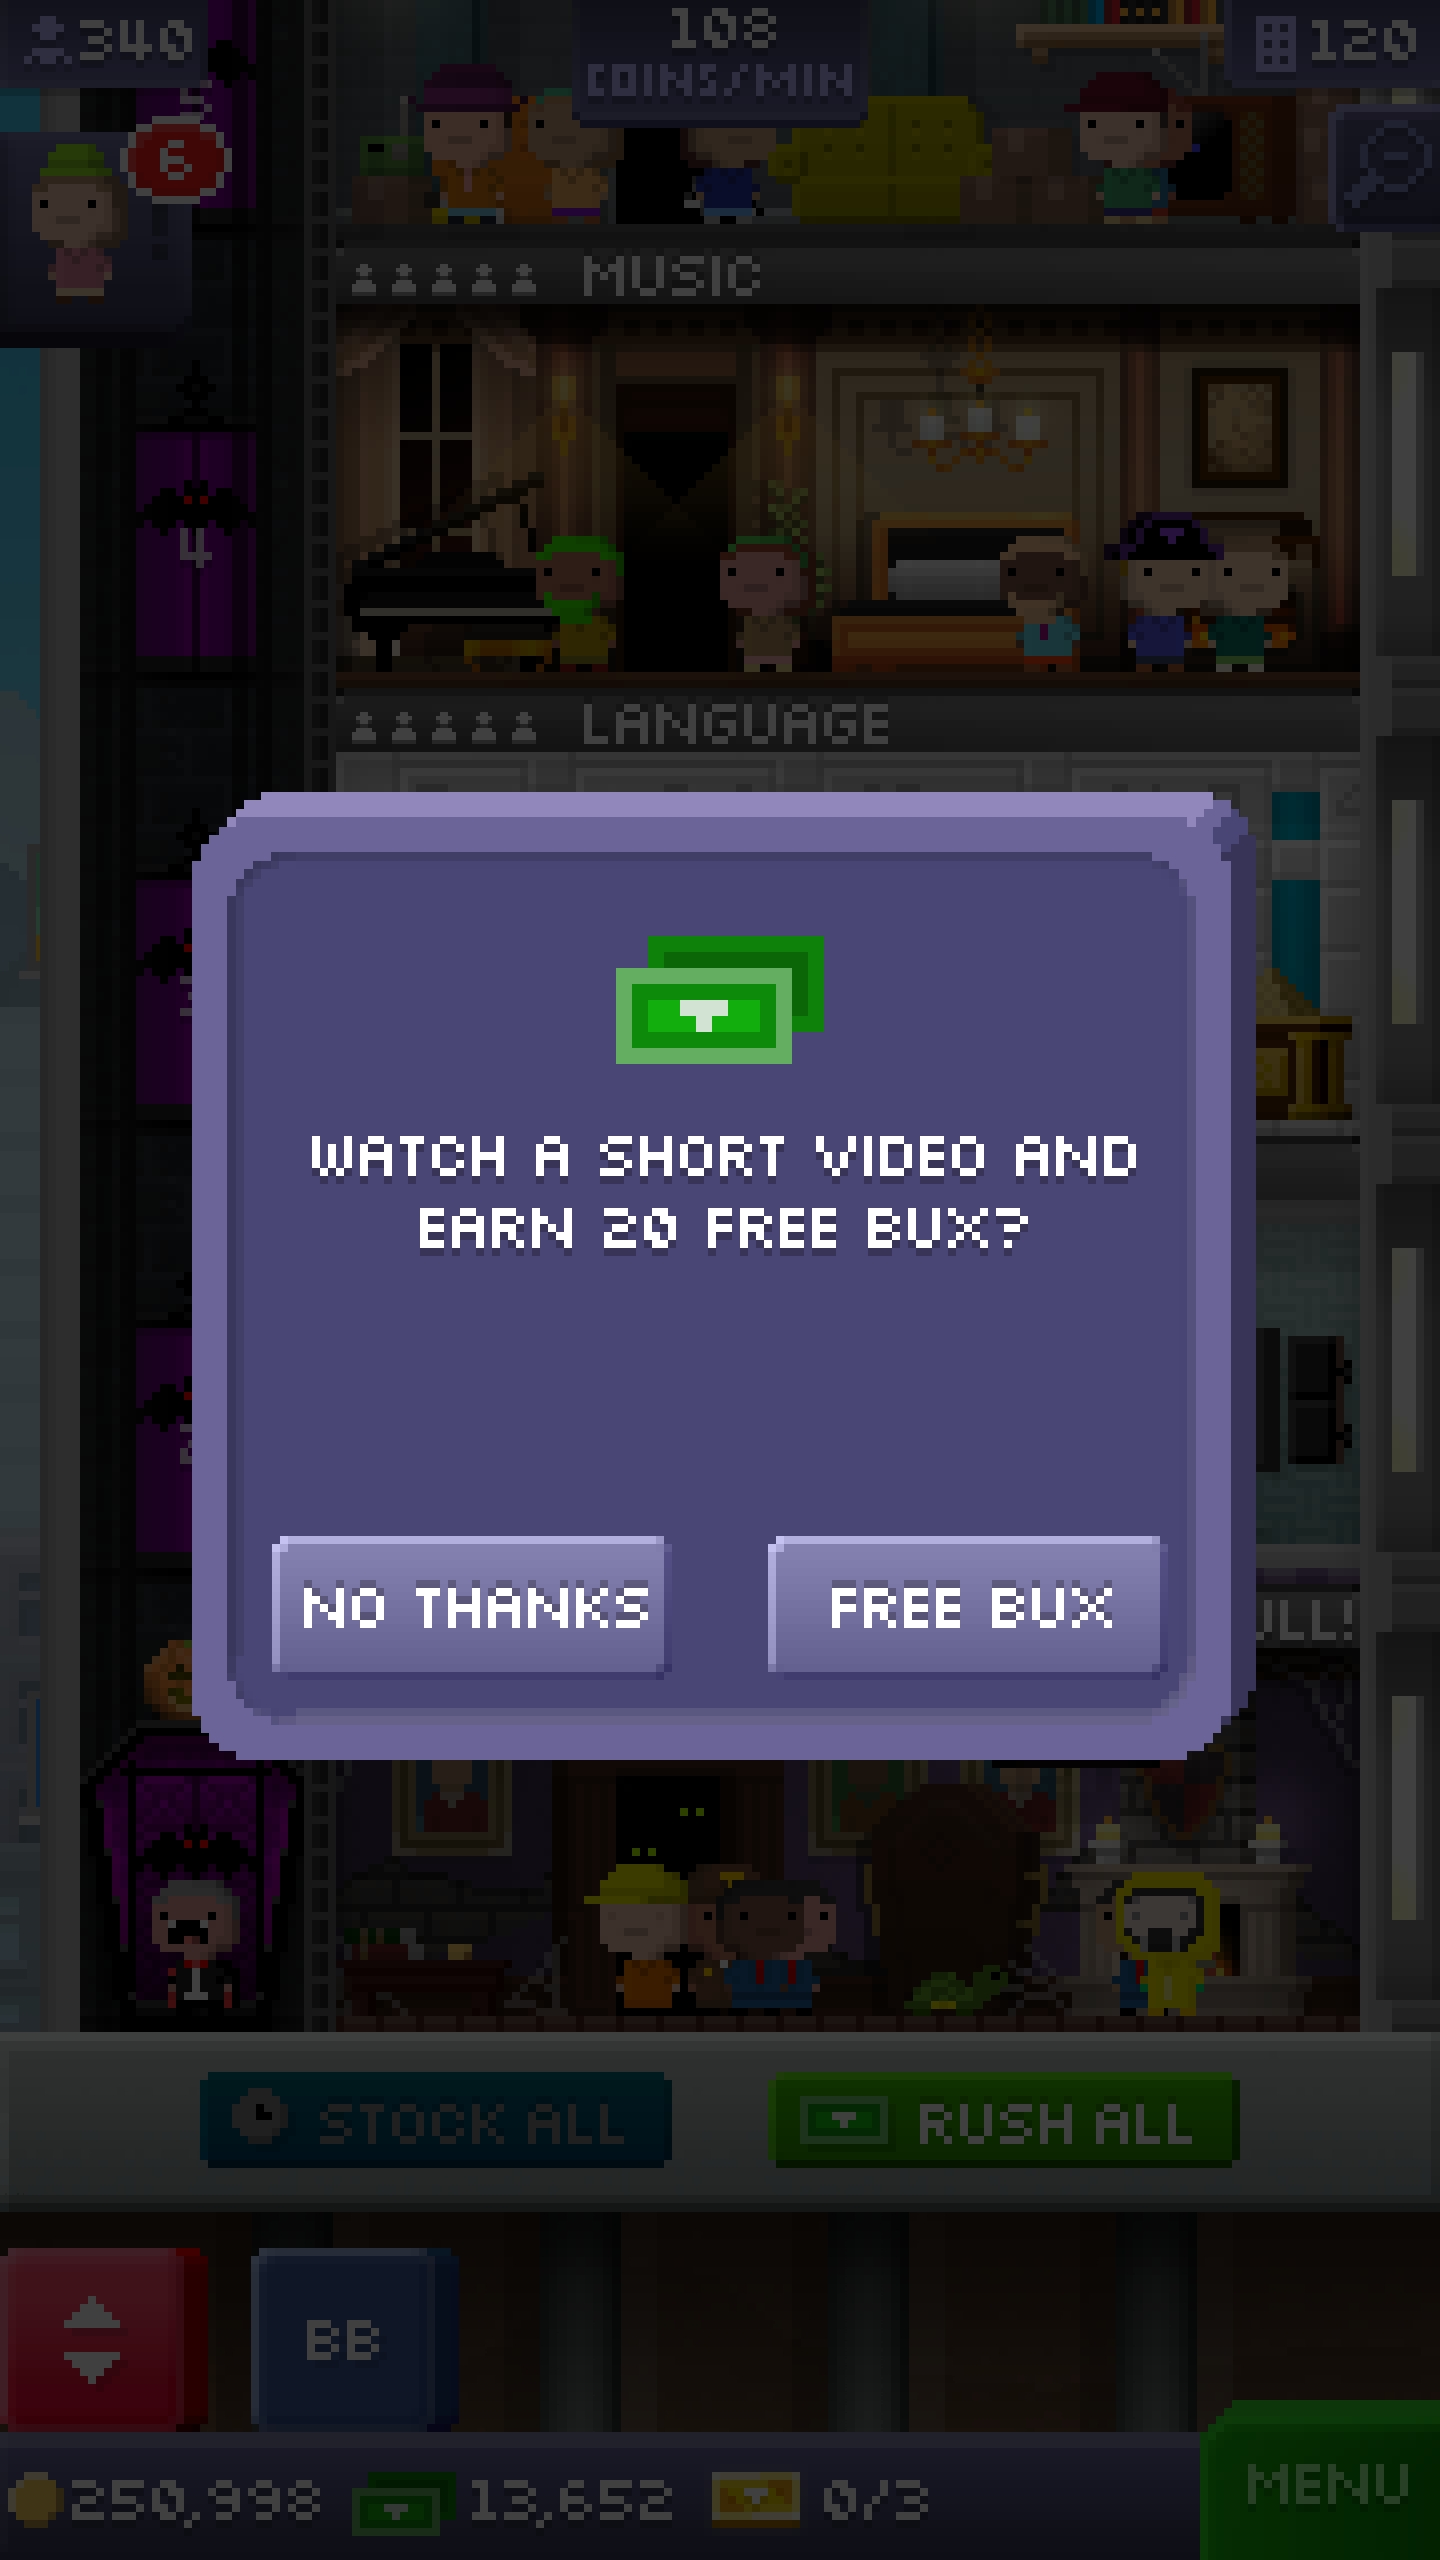 340
108
COINS/MIN
120
6
5
MUSIC
4
LANGUAGE
WATCH A SHORT VIDEO AND
EARN 20 FREE BUX?
NO THANKS
FREE BUX
STOCK ALL
RUSH ALL
BB
250,998
13,652
0/3
MENU